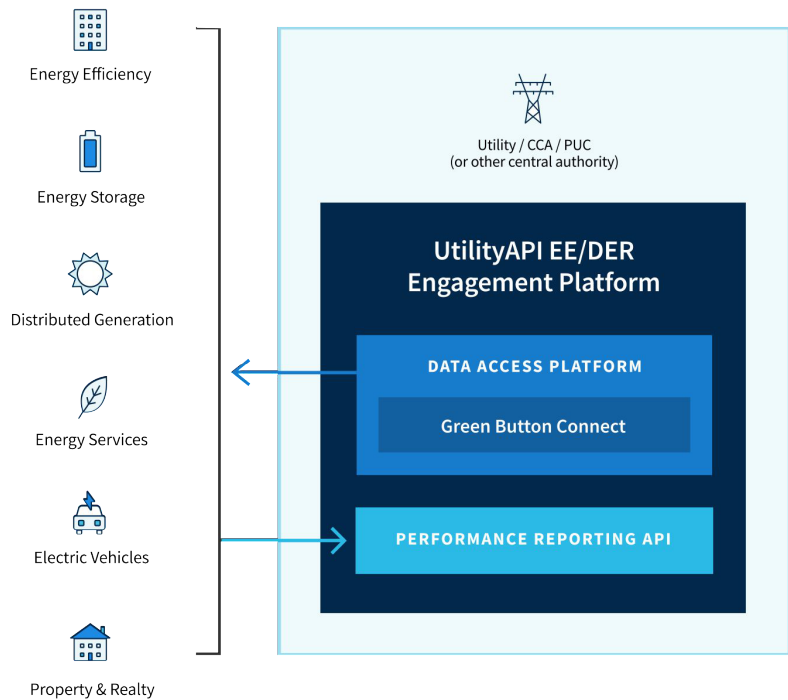 Energy Efficiency
Energy Storage
Distributed Generation
Energy Services
Electric Vehicles
Property & Realty
Utility / CCA / PUC
(or other central authority)
UtilityAPI EE/DER
Engagement Platform
DATA ACCESS PLATFORM
Green Button Connect
PERFORMANCE REPORTING API